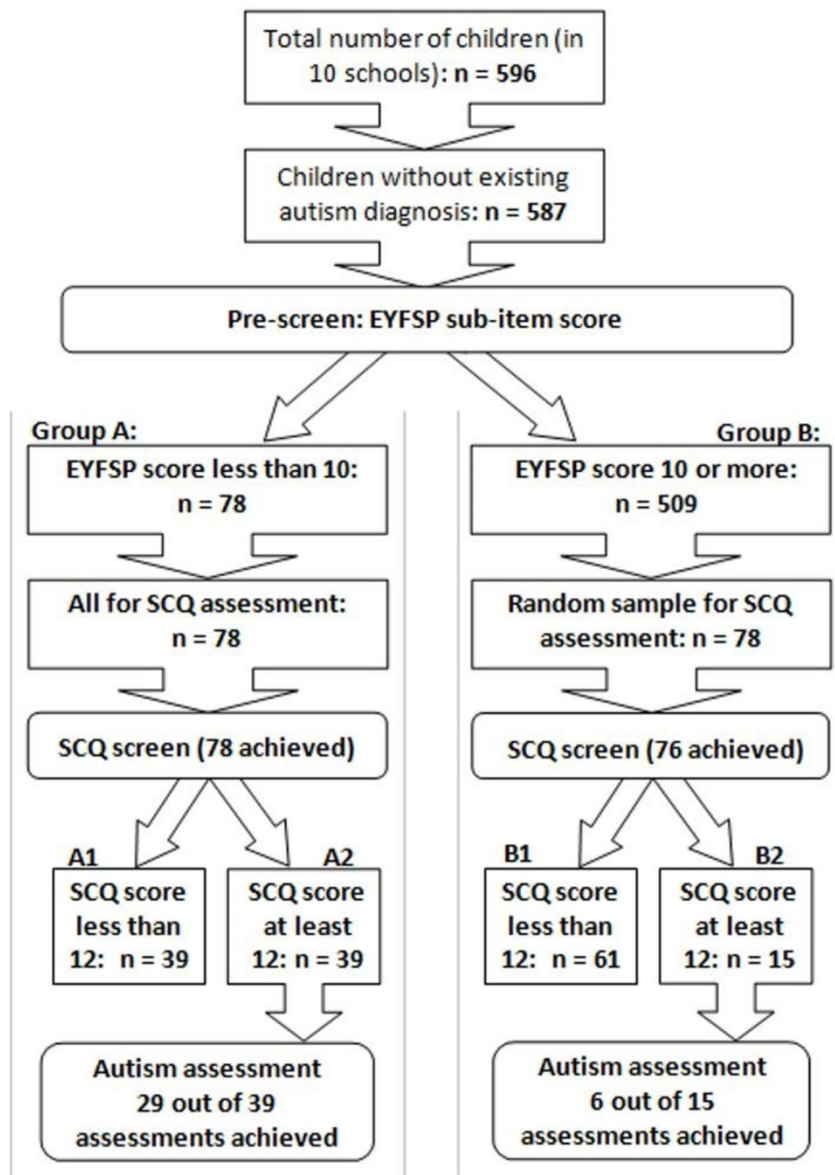 Total number of children (in
10 schools): n = 596
Children without existing
autism diagnosis: n = 587
Pre-screen: EYFSP sub-item score
Group A:
EYFSP score less than 10:
n = 78
All for SCQ assessment:
n = 78
SCQ screen (78 achieved)
A1
SCQ score
less than
12: n = 39
A2
SCQ score
at least
12: n = 39
Autism assessment
29 out of 39
assessments achieved
Group B:
EYFSP score 10 or more:
n = 509
Random sample for SCQ
assessment: n = 78
SCQ screen (76 achieved)
B1
SCQ score
less than
12: n = 61
B2
SCQ score
at least
12: n = 15
Autism assessment
6 out of 15
assessments achieved